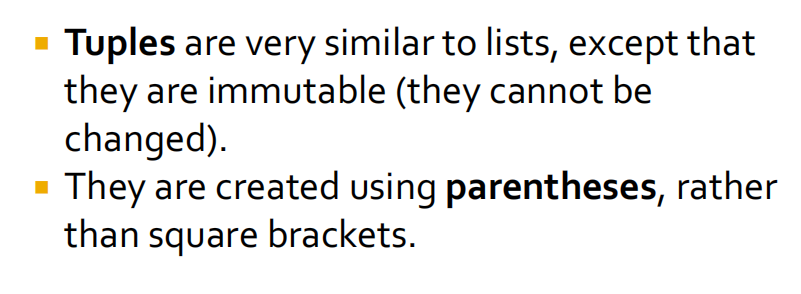 ▪ Tuples are very similar to lists, except that
they are immutable (they cannot be
changed).
▪ They are created using parentheses, rather
than square brackets.